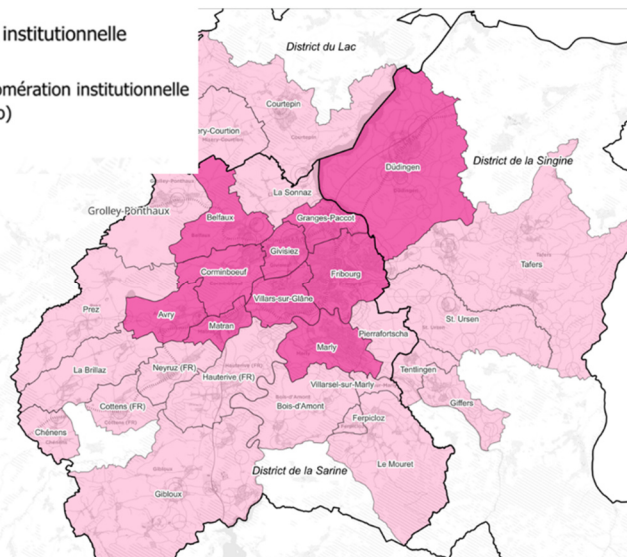 institutionnelle
omération institutionnelle
o)
District du Lac
Courtepin
ery-Courtion
Düdingen
District de la Singine
La Sonnaz
Grolley-Ponthaux
Belfaux
Granges-Paccot
Givisiez
Tafers
Corminboeuf
Fribourg
Villars-sur-Glâne
Prez
Avry
Matran
St. Ursen
Pierrafortscha
Marly
La Brillaz
Neyruz (FR)
Hauterive (FR)
Tentlingen
Villarsel-sur-Marly
Cottens (FR)
Bois-d'Amont
Giffers
Ferpicloz
Chénens
District de la Sarine
Le Mouret
Gibloux